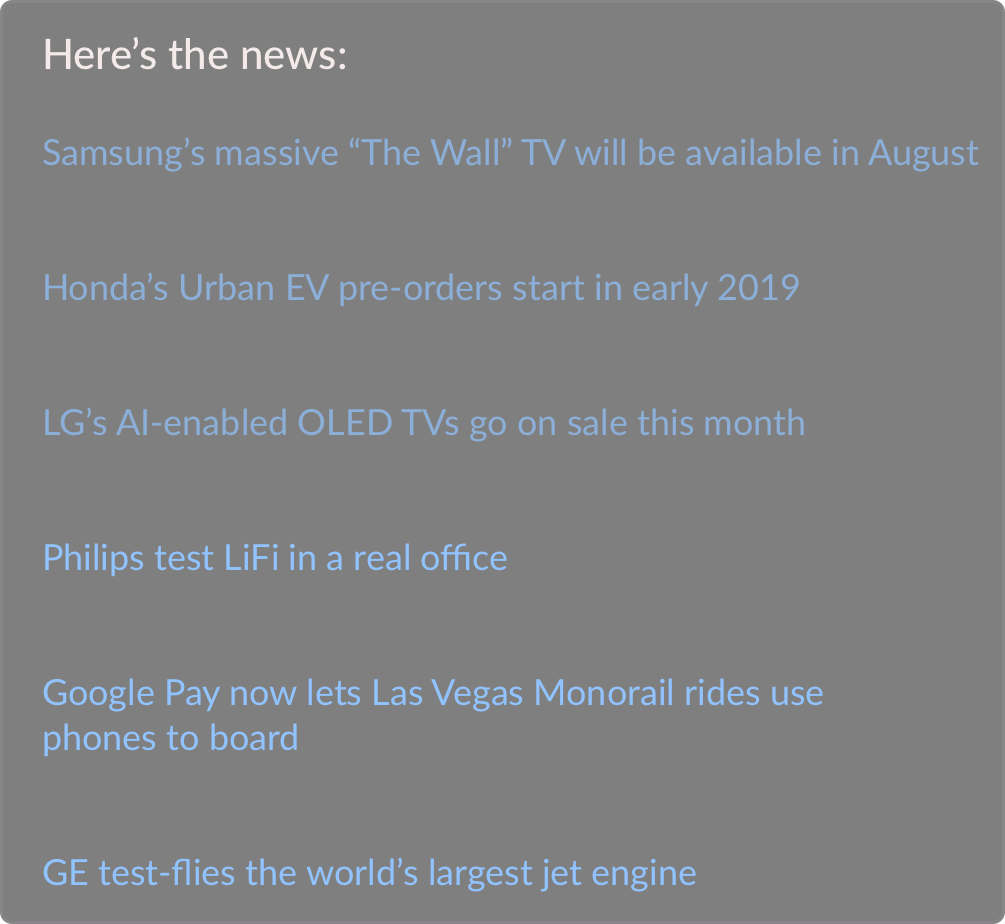 Here’s the news:
Samsung’s massive “The Wall” TV will be available in August
Honda’s Urban EV pre-orders start in early 2019
LG’s AI-enabled OLED TVs go on sale this month
Philips test LiFi in a real office
Google Pay now lets Las Vegas Monorail rides use
phones to board
GE test-flies the world’s largest jet engine